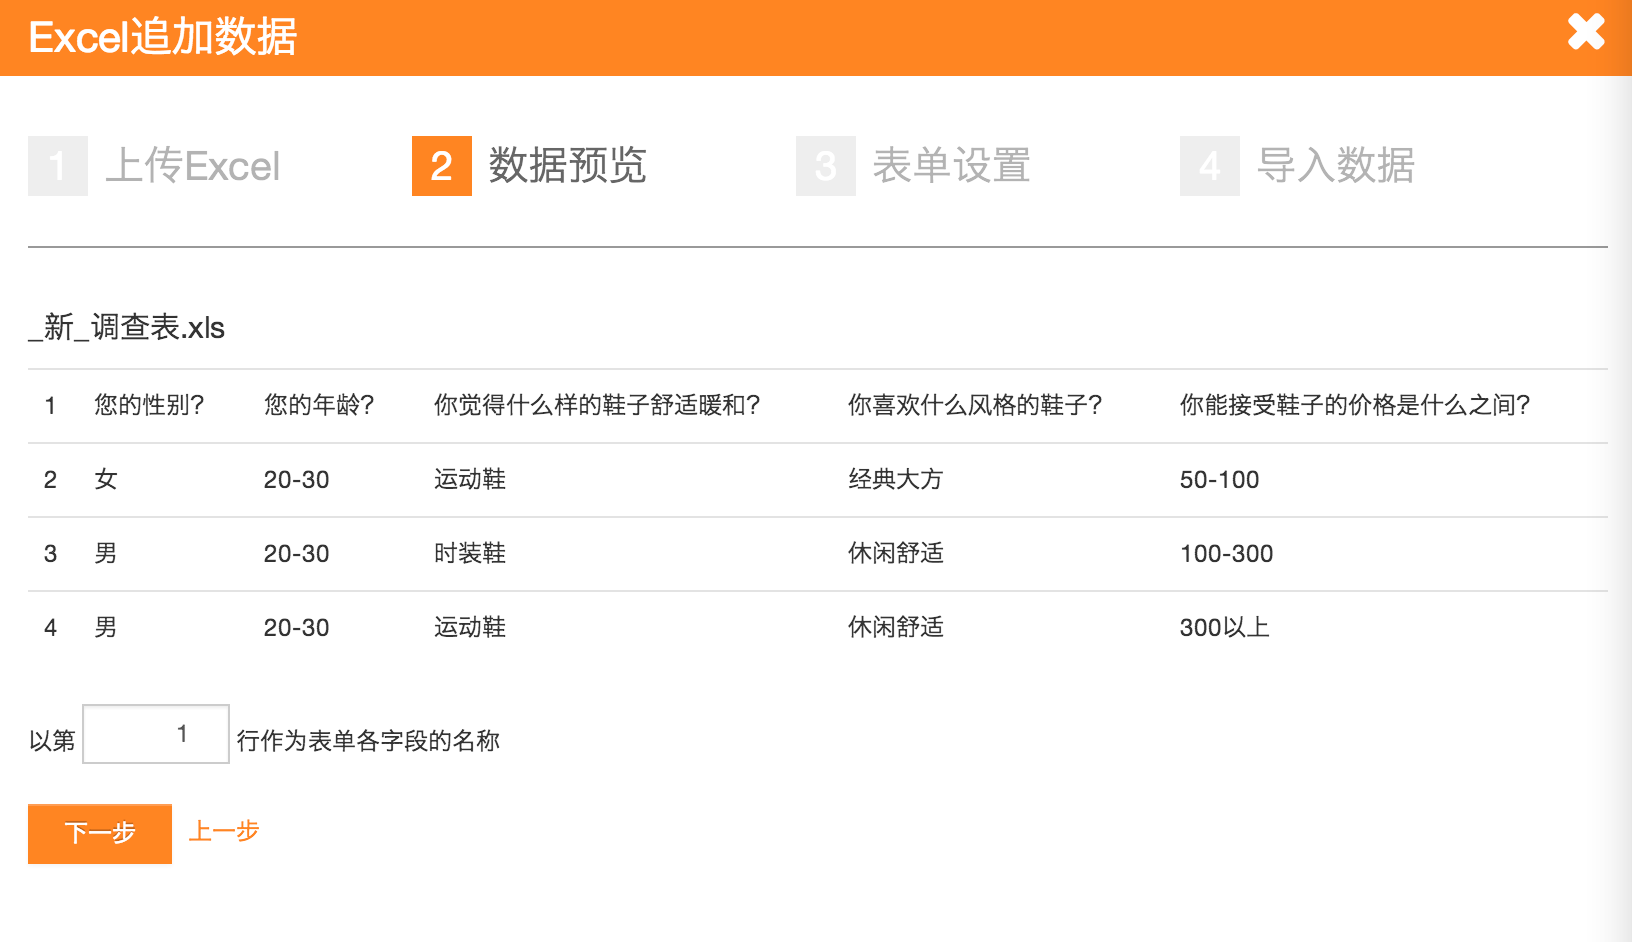 Excel追加数据
1 上传Excel 2 数据预览 3 表单设置 4 导入数据
_新_调查表.xls
1 您的性别? 您的年龄? 你觉得什么样的鞋子舒适暖和? 你喜欢什么风格的鞋子? 你能接受鞋子的价格是什么之间?
2 女 20-30 运动鞋 经典大方 50-100
3 男 20-30 时装鞋 休闲舒适 100-300
4 男 20-30 运动鞋 休闲舒适 300以上
以第 1 行作为表单各字段的名称
下一步 上一步